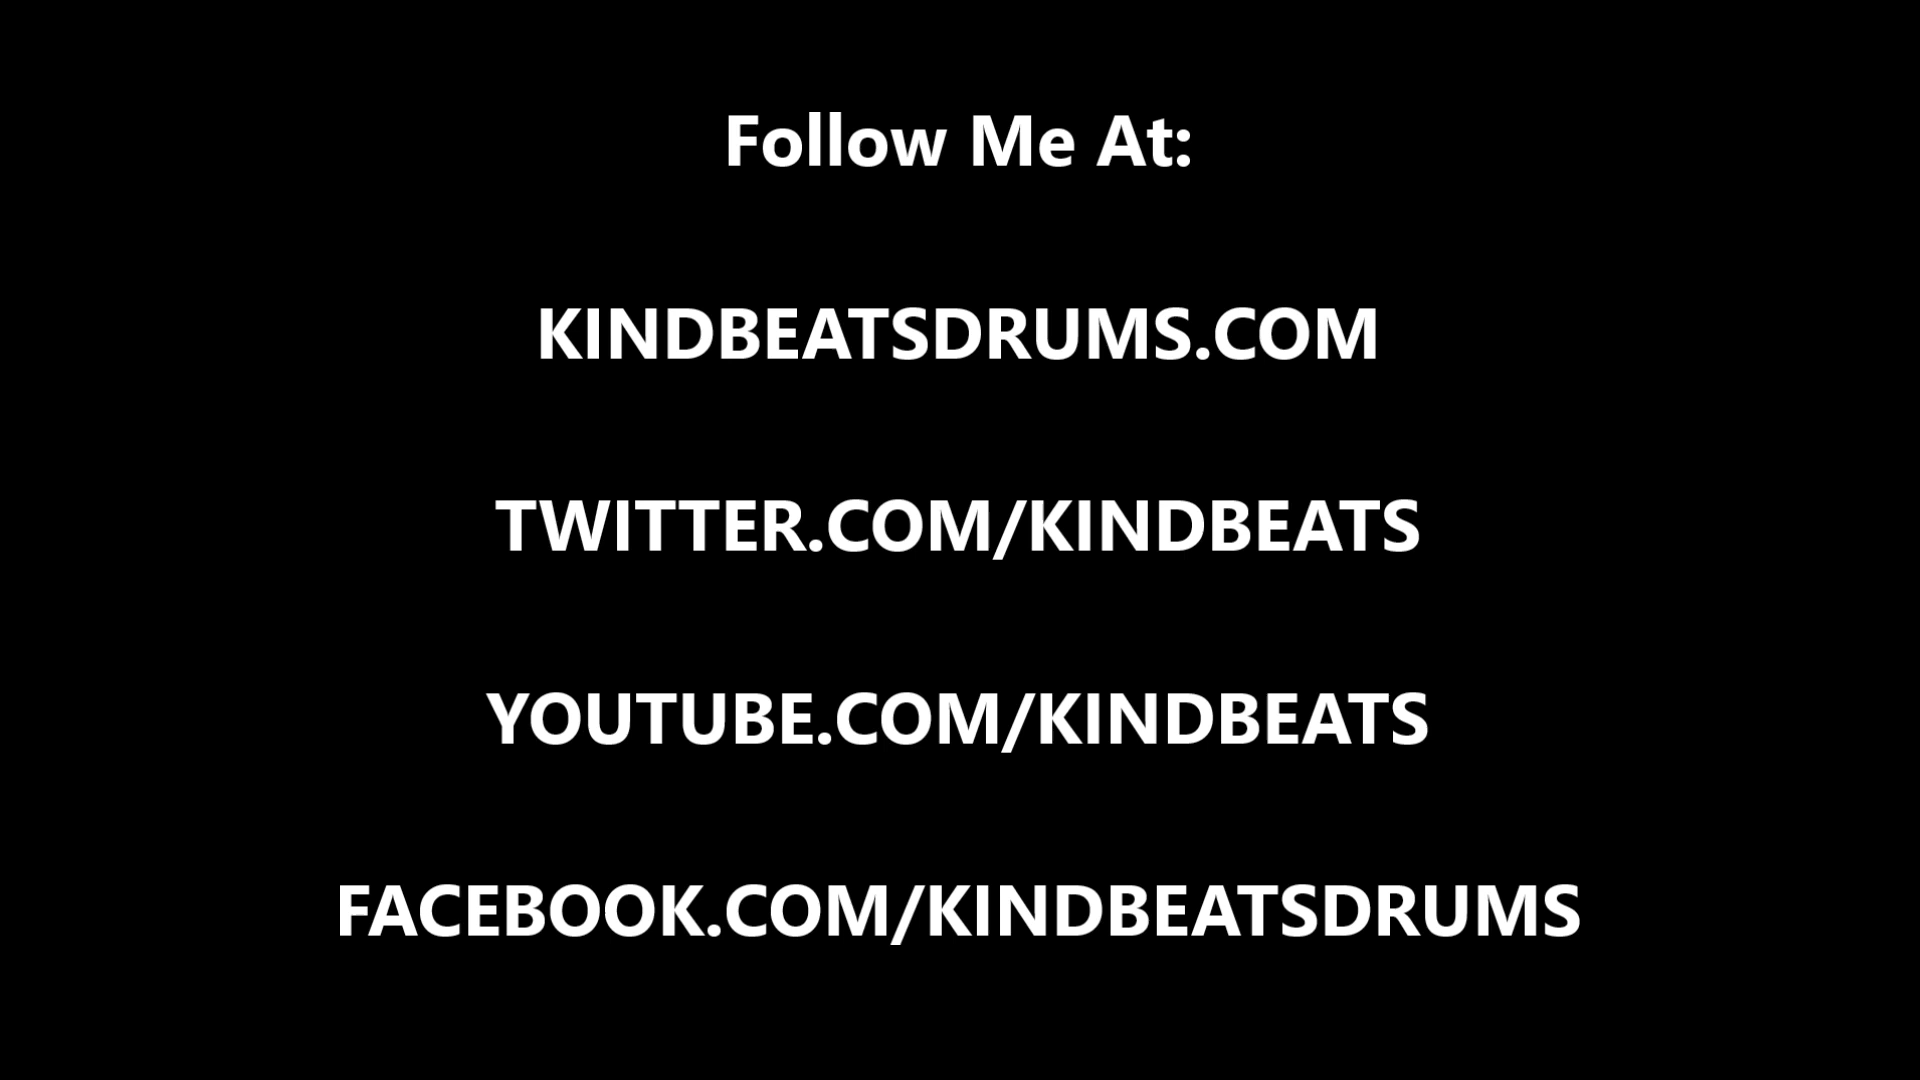 Follow Me At:
KINDBEATSDRUMS.COM
TWITTER.COM/KINDBEATS
YOUTUBE.COM/KINDBEATS
FACEBOOK.COM/KINDBEATSDRUMS